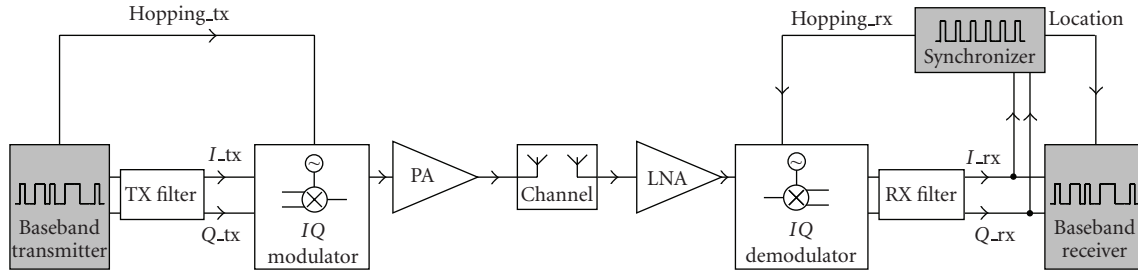 Hopping_tx
Hopping_rx
Synchronizer
Location
Baseband
transmitter
TX filter
I_tx
Q_tx
~
IQ
modulator
PA
Channel
LNA
~
IQ
demodulator
RX filter
I_rx
Q_rx
Baseband
receiver